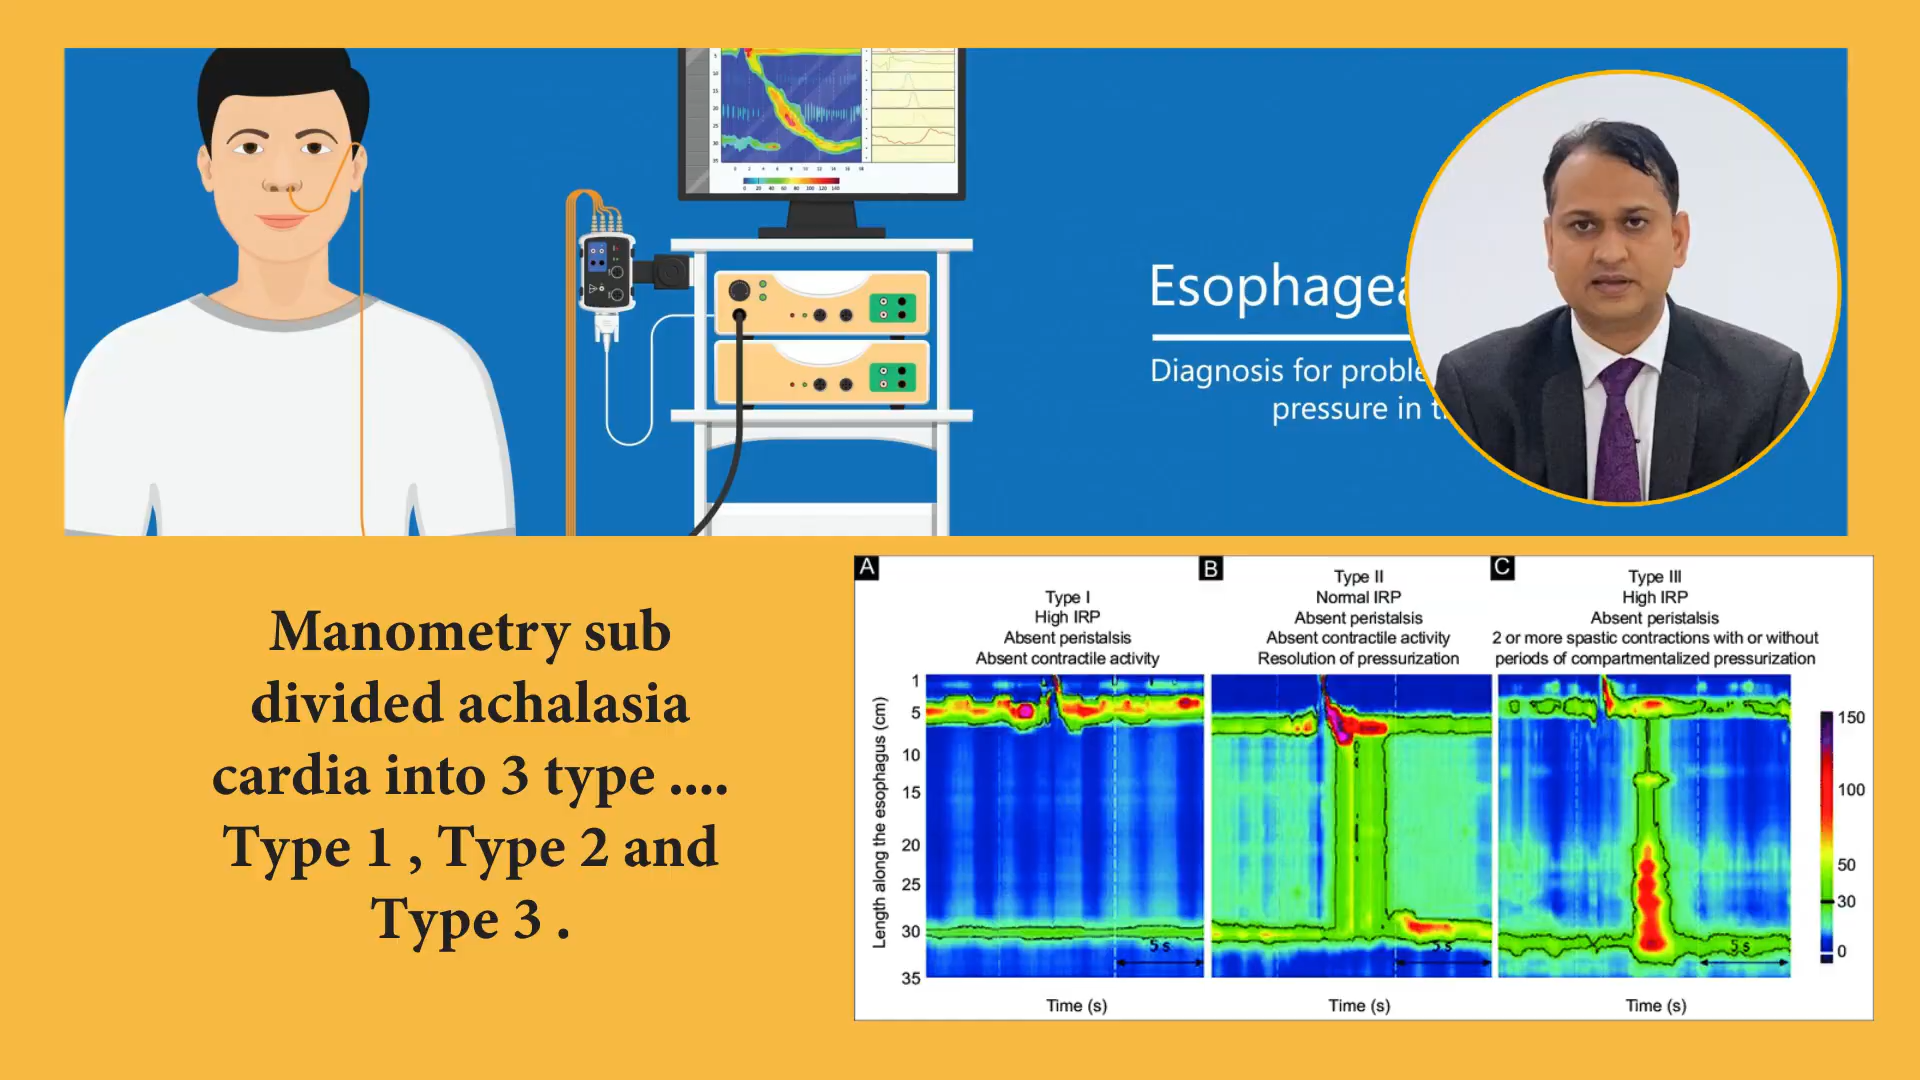 Esophagea
Diagnosis for proble
pressure in t
Manometry sub
divided achalasia
cardia into 3 type ....
Type 1 , Type 2 and
Type 3 .
A
Type I
High IRP
Absent peristalsis
Absent contractile activity
B
Type II
Normal IRP
Absent peristalsis
Absent contractile activity
Resolution of pressurization
C
Type III
High IRP
Absent peristalsis
2 or more spastic contractions with or without
periods of compartmentalized pressurization
Length along the esophagus (cm)
1
5
10
15
20
25
30
35
5 s
5 s
5 s
Time (s)
Time (s)
Time (s)
150
100
50
30
0